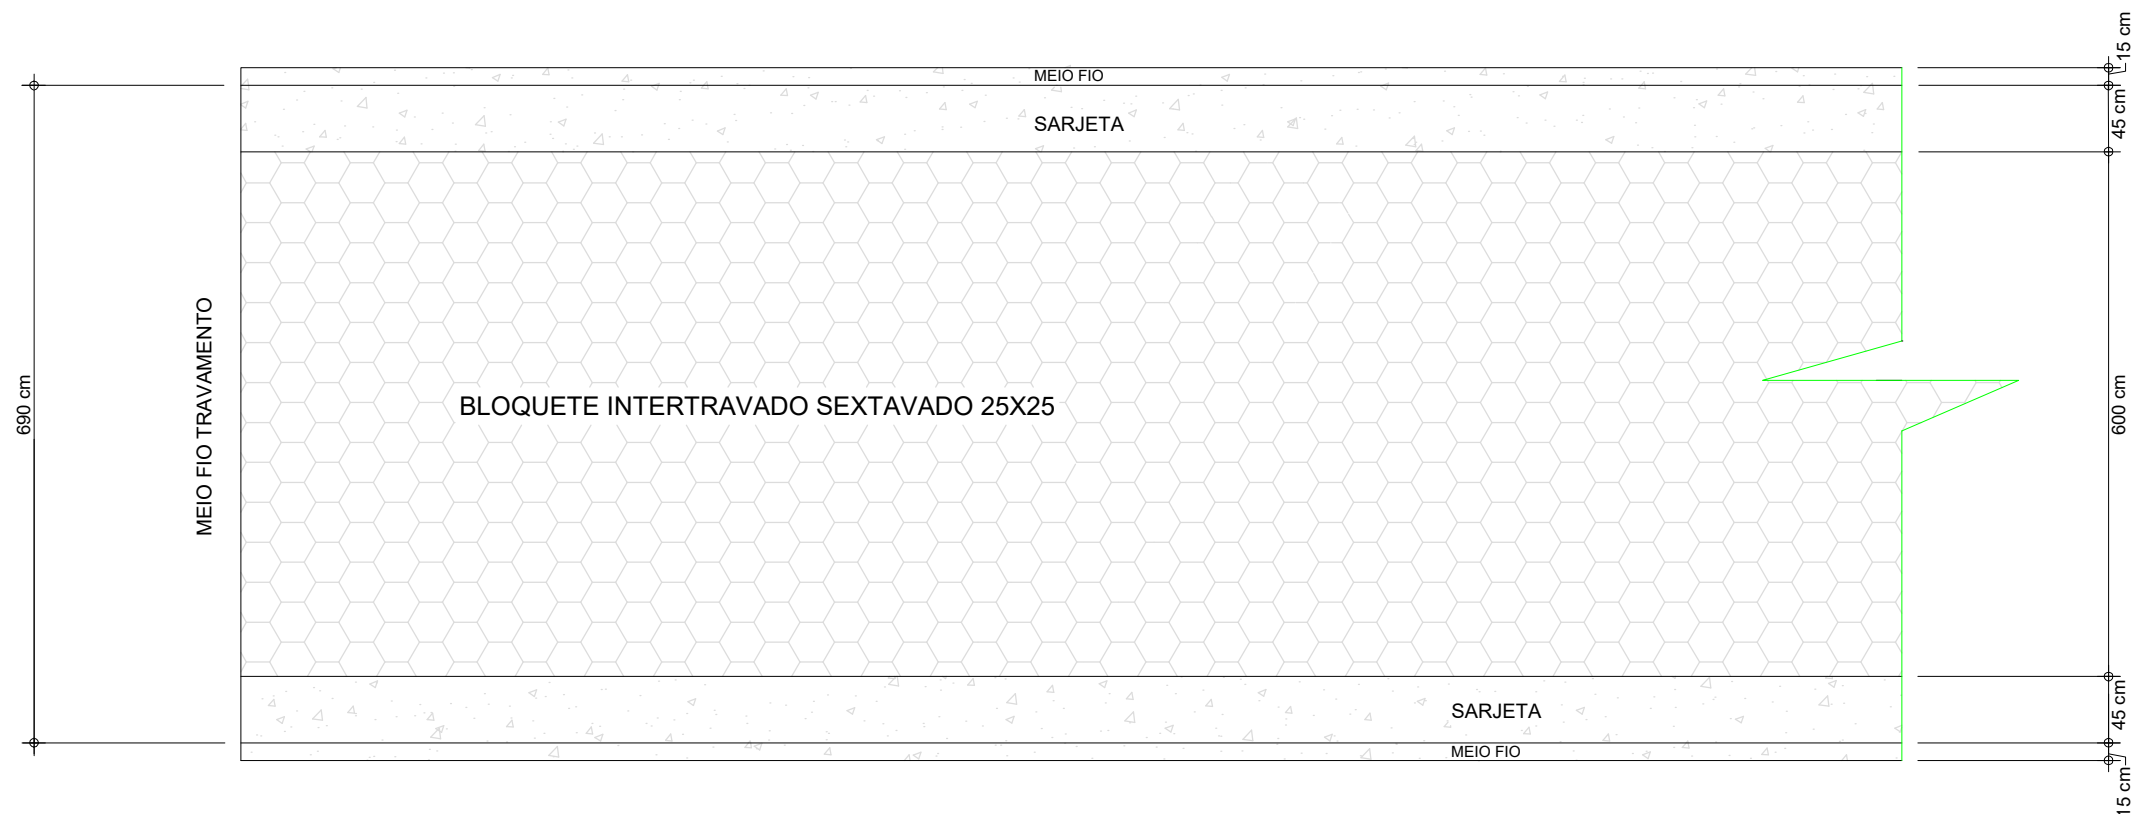 15 cm
MEIO FIO
45 cm
SARJETA
MEIO FIO TRAVAMENTO
690 cm
BLOQUETE INTERTRAVADO SEXTAVADO 25X25
600 cm
SARJETA
45 cm
MEIO FIO
15 cm